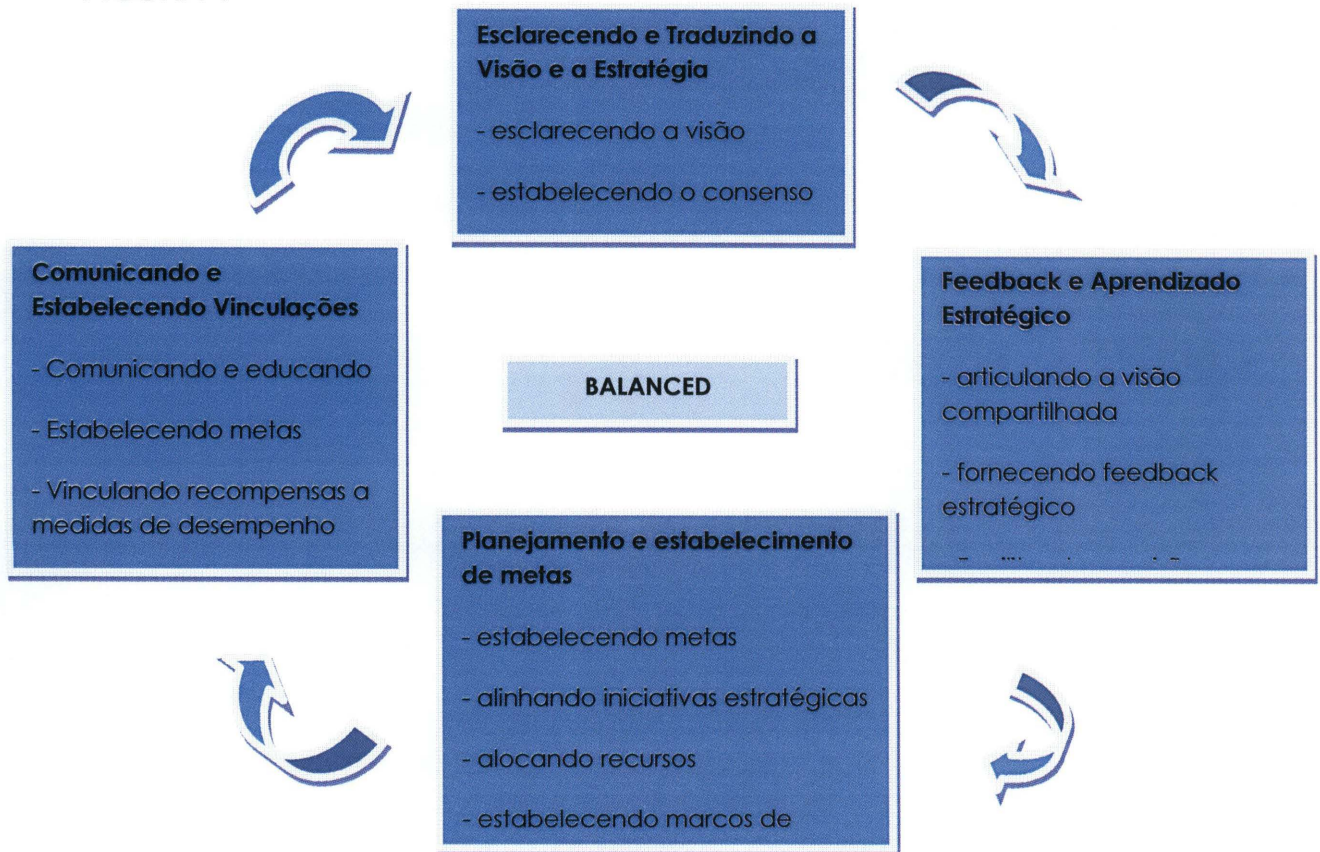 Esclarecendo e Traduzindo a
Visão e a Estratégia
- esclarecendo a visão
- estabelecendo o consenso
Comunicando e
Estabelecendo Vinculações
- Comunicando e educando
- Estabelecendo metas
- Vinculando recompensas a
medidas de desempenho
BALANCED
Feedback e Aprendizado
Estratégico
- articulando a visão
compartilhada
- fornecendo feedback
estratégico
Planejamento e estabelecimento
de metas
- estabelecendo metas
- alinhando iniciativas estratégicas
- alocando recursos
- estabelecendo marcos de